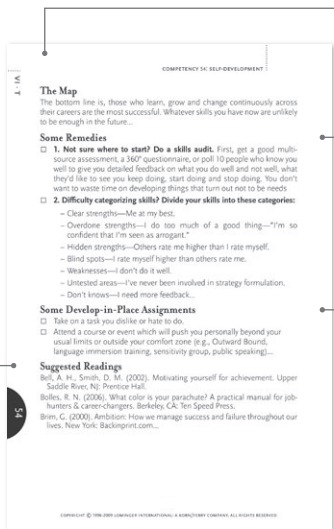 COMPETENCY 54: SELF-DEVELOPMENT
VI - T
The Map
The bottom line is, those who learn, grow and change continuously across
their careers are the most successful. Whatever skills you have now are unlikely
to be enough in the future...
Some Remedies
☐ 1. Not sure where to start? Do a skills audit. First, get a good multi-
source assessment, a 360° questionnaire, or poll 10 people who know you
well to give you detailed feedback on what you do well and not well, what
they'd like to see you keep doing, start doing and stop doing. You don't
want to waste time on developing things that turn out not to be needs
☐ 2. Difficulty categorizing skills? Divide your skills into these categories:
– Clear strengths—Me at my best.
– Overdone strengths—I do too much of a good thing—"I'm so
confident that I'm seen as arrogant."
– Hidden strengths—Others rate me higher than I rate myself.
– Blind spots—I rate myself higher than others rate me.
– Weaknesses—I don't do it well.
– Untested areas—I've never been involved in strategy formulation.
– Don't knows—I need more feedback...
Some Develop-in-Place Assignments
☐ Take on a task you dislike or hate to do.
☐ Attend a course or event which will push you personally beyond your
usual limits or outside your comfort zone (e.g., Outward Bound,
language immersion training, sensitivity group, public speaking)...
Suggested Readings
Bell, A. H., Smith, D. M. (2002). Motivating yourself for achievement. Upper
Saddle River, NJ: Prentice Hall.
Bolles, R. N. (2006). What color is your parachute? A practical manual for job-
hunters & career-changers. Berkeley, CA: Ten Speed Press.
Brim, G. (2000). Ambition: How we manage success and failure throughout our
lives. New York: Backinprint.com...
54
COPYRIGHT © 1996-2009 LOMINGER INTERNATIONAL: A KORN/FERRY COMPANY. ALL RIGHTS RESERVED.